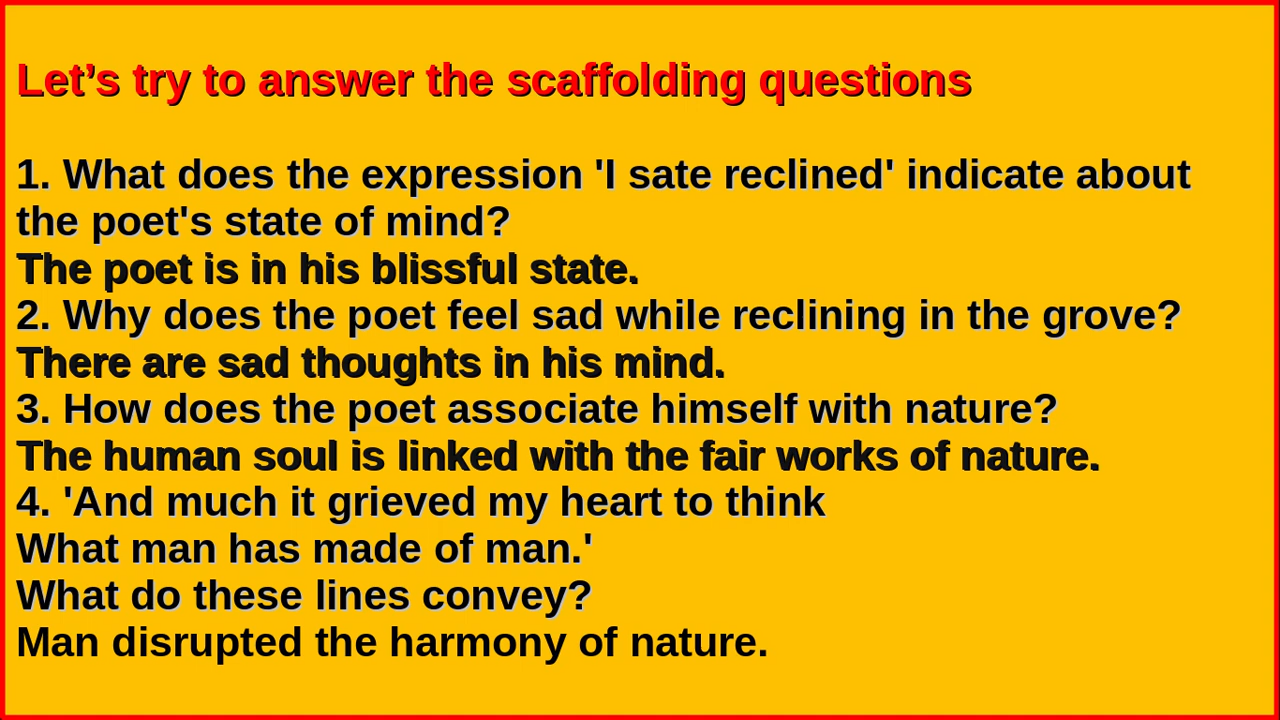 Let’s try to answer the scaffolding questions
1. What does the expression 'I sate reclined' indicate about
the poet's state of mind?
The poet is in his blissful state.
2. Why does the poet feel sad while reclining in the grove?
There are sad thoughts in his mind.
3. How does the poet associate himself with nature?
The human soul is linked with the fair works of nature.
4. 'And much it grieved my heart to think
What man has made of man.'
What do these lines convey?
Man disrupted the harmony of nature.